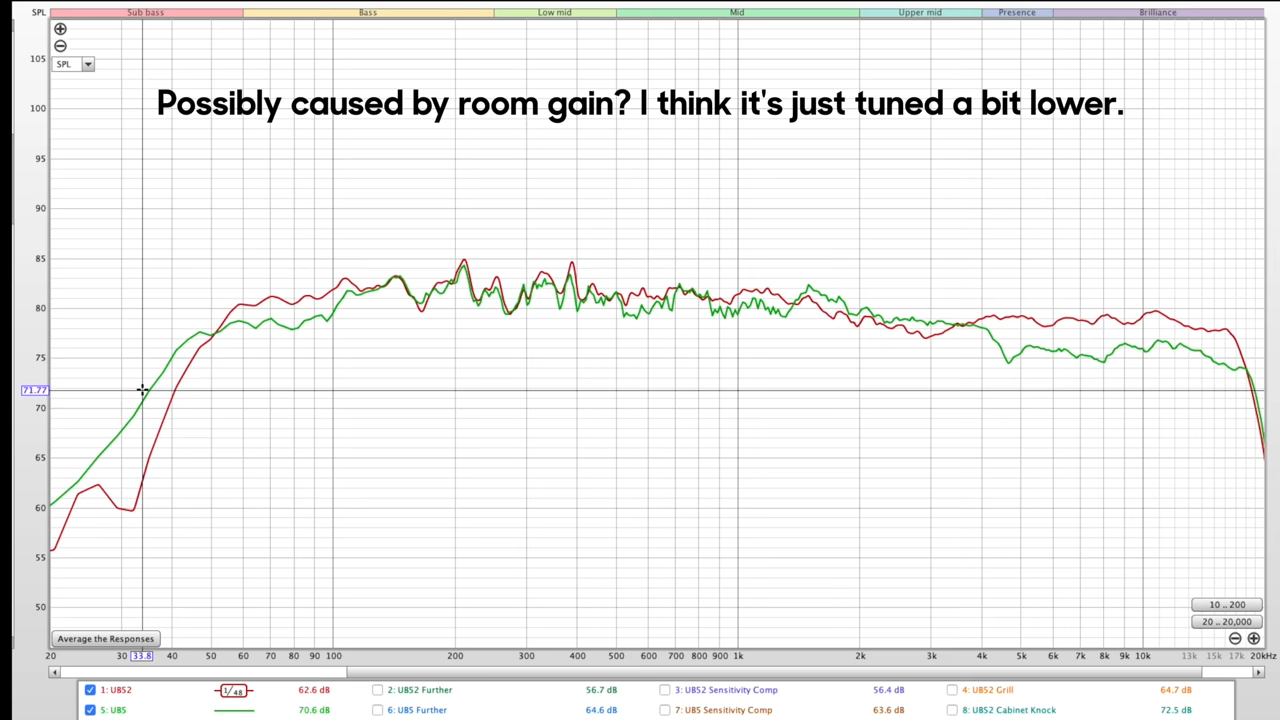 SPL Sub bass Bass Low mid Mid Upper mid Presence Brilliance
SPL
105
Possibly caused by room gain? I think it's just tuned a bit lower.
100
95
90
85
80
75
71.77
70
65
60
55
50
10 .. 200
20 .. 20,000
Average the Responses
20 30 33.8 40 50 60 70 80 90 100 200 300 400 500 600 700 800 900 1k 2k 3k 4k 5k 6k 7k 8k 9k 10k 13k 15k 17k 20kHz
1: UB52 1/48 62.6 dB 2: UB52 Further 56.7 dB 3: UB52 Sensitivity Comp 56.4 dB 4: UB52 Grill 64.7 dB
5: UB5 70.6 dB 6: UB5 Further 64.6 dB 7: UB5 Sensitivity Comp 63.6 dB 8: UB52 Cabinet Knock 72.5 dB